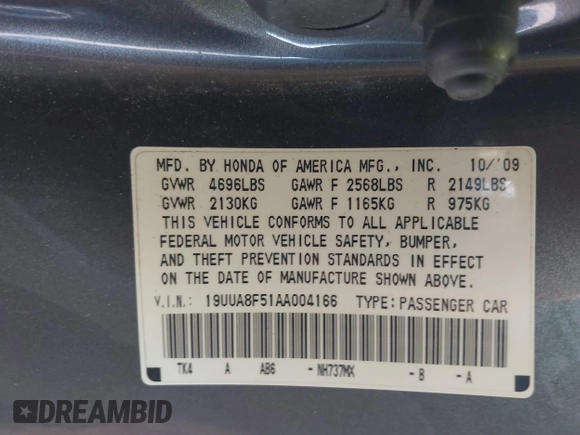 MFD. BY HONDA OF AMERICA MFG., INC. 10/'09
GVWR 4696LBS GAWR F 2568LBS R 2149LBS
GVWR 2130KG GAWR F 1165KG R 975KG
THIS VEHICLE CONFORMS TO ALL APPLICABLE
FEDERAL MOTOR VEHICLE SAFETY, BUMPER,
AND THEFT PREVENTION STANDARDS IN EFFECT
ON THE DATE OF MANUFACTURE SHOWN ABOVE.
V.I.N.: 19UUA8F51AA004166 TYPE:PASSENGER CAR
TK4 A AB6 -NH737MX -B -A
DREAMBID